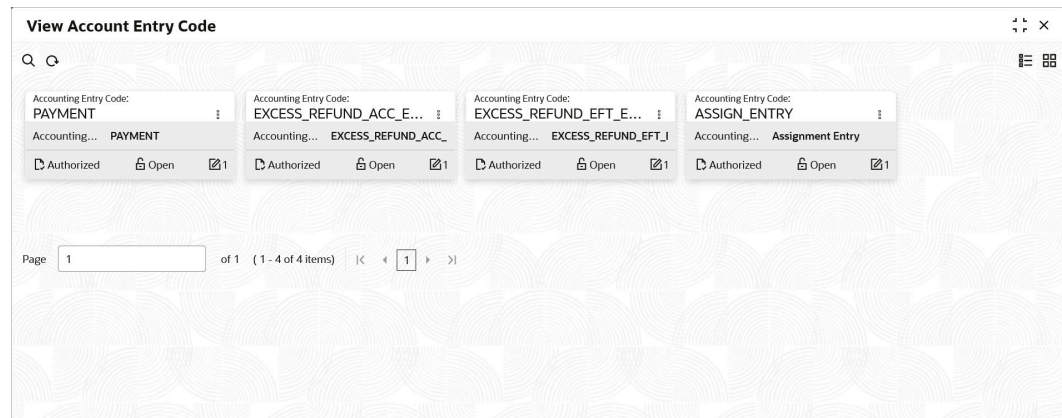 View Account Entry Code
Accounting Entry Code:
PAYMENT
Accounting... PAYMENT
Authorized Open 1
Accounting Entry Code:
EXCESS_REFUND_ACC_E...
Accounting... EXCESS_REFUND_ACC_
Authorized Open 1
Accounting Entry Code:
EXCESS_REFUND_EFT_E...
Accounting... EXCESS_REFUND_EFT_
Authorized Open 1
Accounting Entry Code:
ASSIGN_ENTRY
Accounting... Assignment Entry
Authorized Open 1
Page 1 of 1 (1 - 4 of 4 items) 1